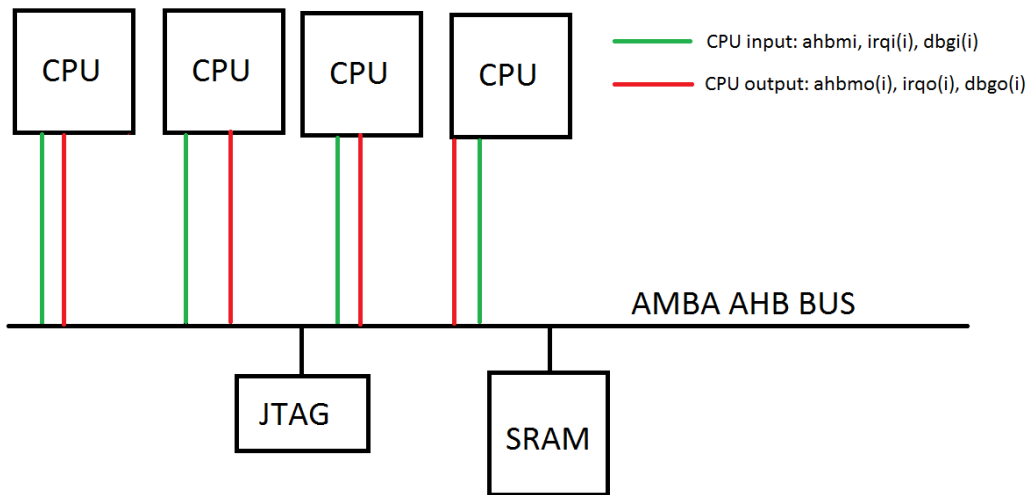 CPU
CPU
CPU
CPU
CPU input: ahbmi, irqi(i), dbgi(i)
CPU output: ahbmo(i), irqo(i), dbgo(i)
AMBA AHB BUS
JTAG
SRAM